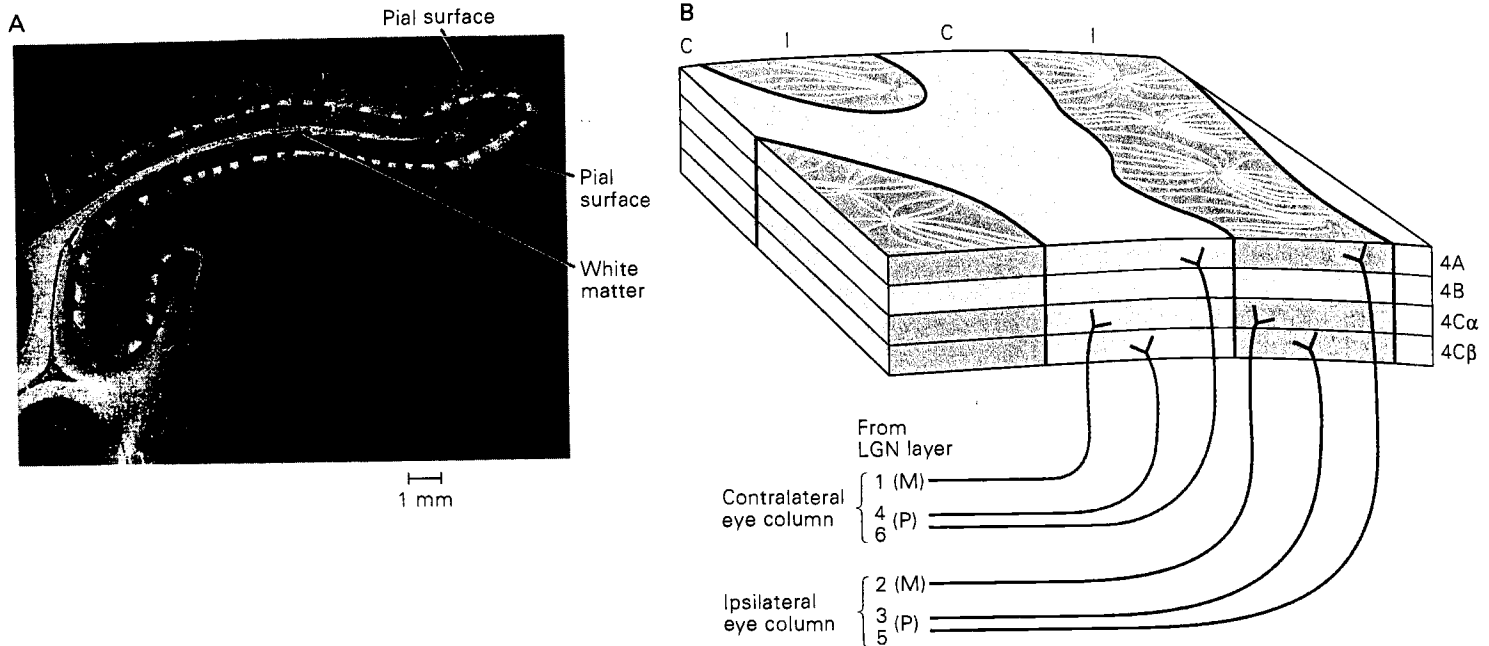 A
Pial surface
Pial
surface
White
matter
1 mm
B
C I C I
4A
4B
4Cα
4Cβ
From
LGN layer
Contralateral
eye column
1 (M)
4
6
(P)
Ipsilateral
eye column
2 (M)
3
5
(P)